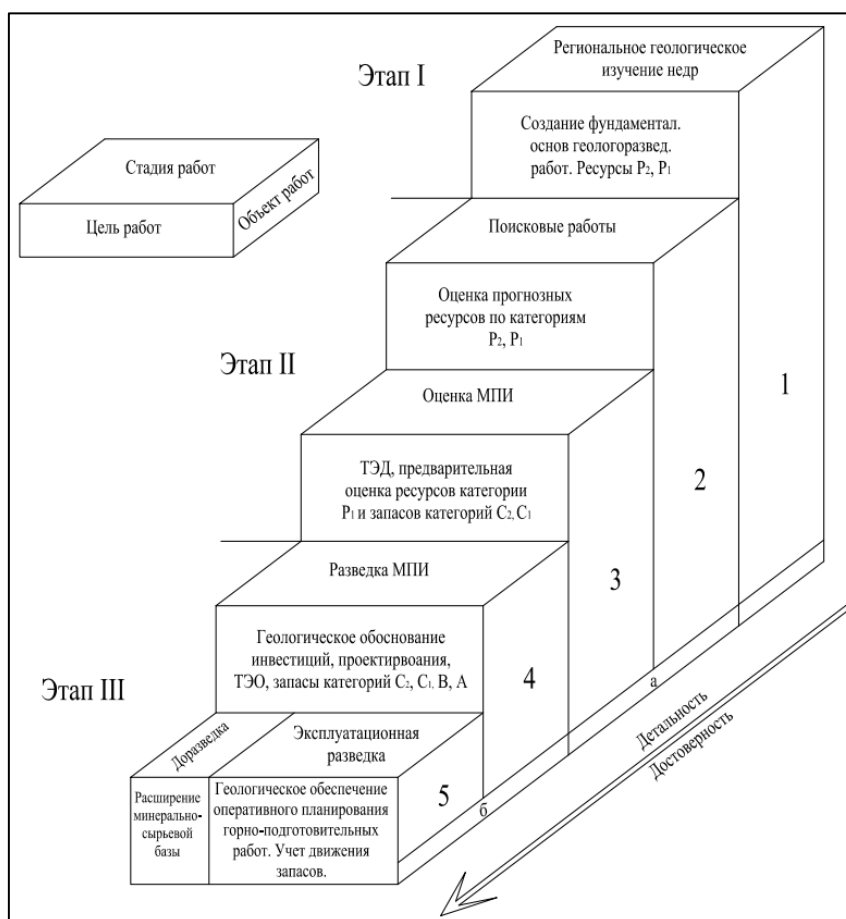 Этап I
Региональное геологическое
изучение недр
Создание фундаментал.
основ геологоразвед.
работ. Ресурсы P₂, P₁
Стадия работ
Цель работ
Объект работ
Поисковые работы
Оценка прогнозных
ресурсов по категориям
P₂, P₁
Этап II
Оценка МПИ
ТЭД, предварительная
оценка ресурсов категории
P₁ и запасов категорий C₂, C₁
1
2
3
Разведка МПИ
Геологическое обоснование
инвестиций, проектирвоания,
ТЭО, запасы категорий C₂, C₁, B, A
4
Этап III
Доразведка
Эксплуатационная
разведка
Расширение
минерально-
сырьевой
базы
Геологическое обеспечение
оперативного планирования
горно-подготовительных
работ. Учет движения
запасов.
5
а
б
Детальность
Достоверность